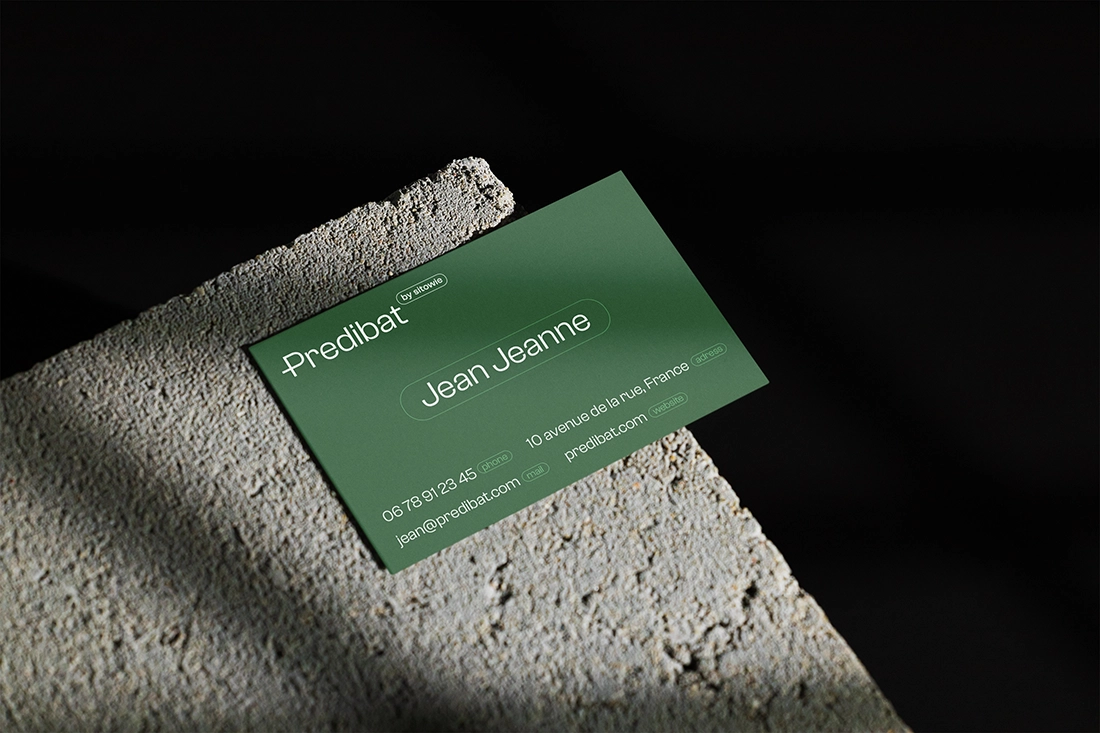 Predibat by sitowie
Jean Jeanne
06 78 91 23 45 phone
jean@predibat.com mail
10 avenue de la rue, France adress
predibat.com website